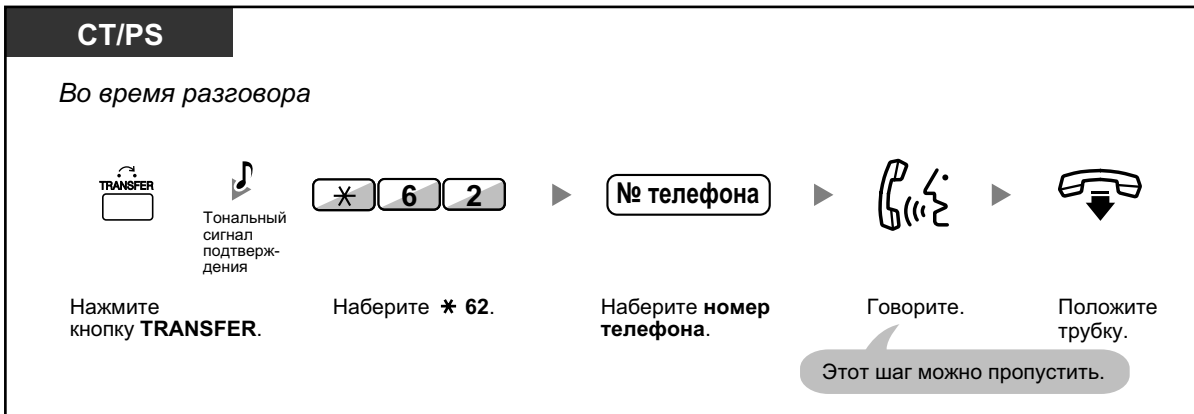 CT/PS
Во время разговора
TRANSFER
Тональный
сигнал
подтверж-
дения
* 6 2
№ телефона
Нажмите
кнопку TRANSFER.
Наберите * 62.
Наберите номер
телефона.
Говорите.
Положите
трубку.
Этот шаг можно пропустить.